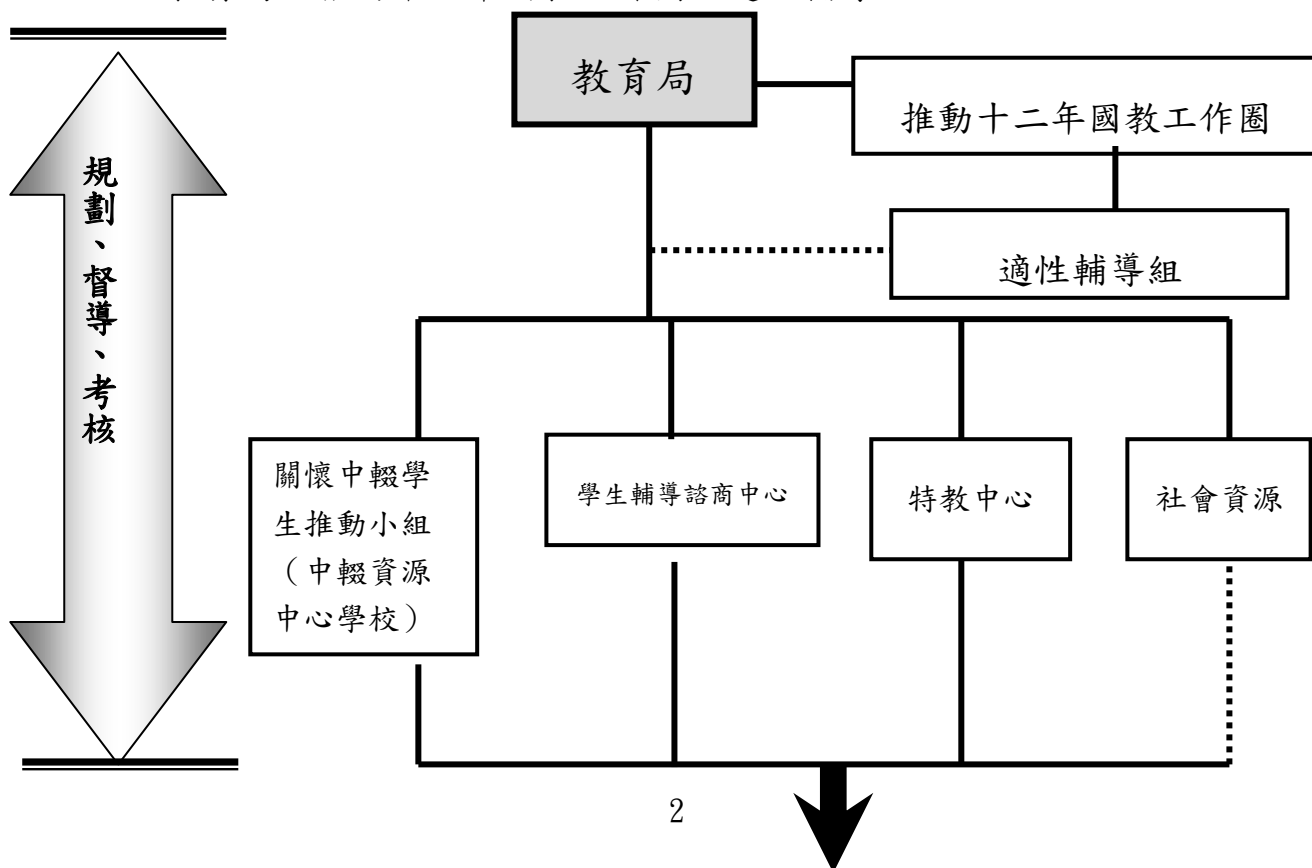 教育局
推動十二年國教工作圈
適性輔導組
規劃、督導、考核
關懷中輟學
生推動小組
（中輟資源
中心學校）
學生輔導諮商中心
特教中心
社會資源
2